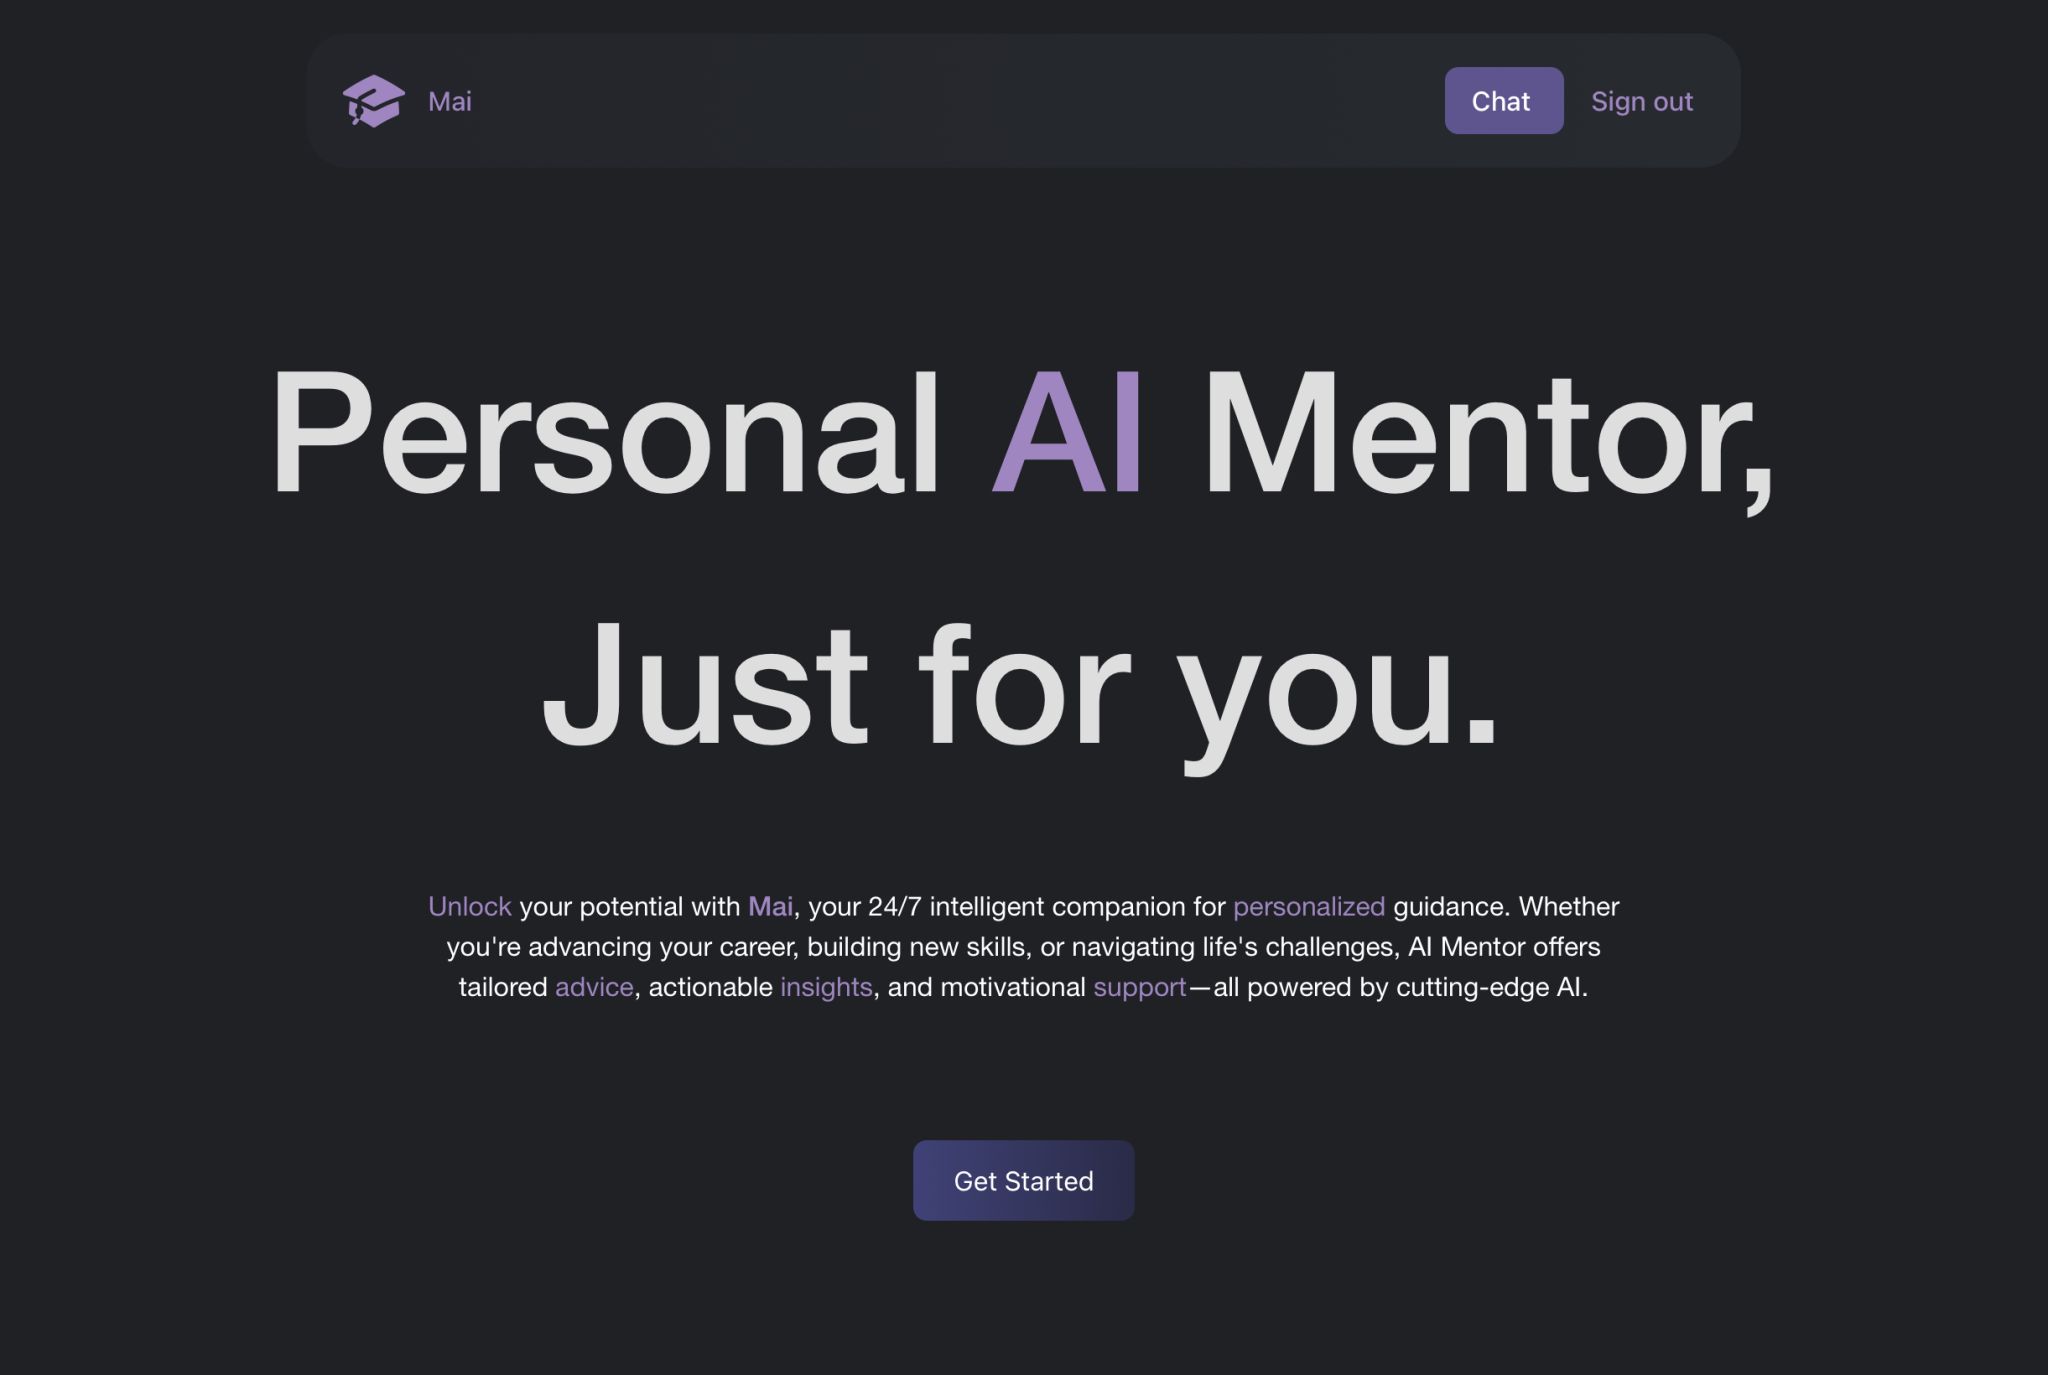 Mai
Chat
Sign out
Personal AI Mentor,
Just for you.
Unlock your potential with Mai, your 24/7 intelligent companion for personalized guidance. Whether
you're advancing your career, building new skills, or navigating life's challenges, AI Mentor offers
tailored advice, actionable insights, and motivational support—all powered by cutting-edge AI.
Get Started